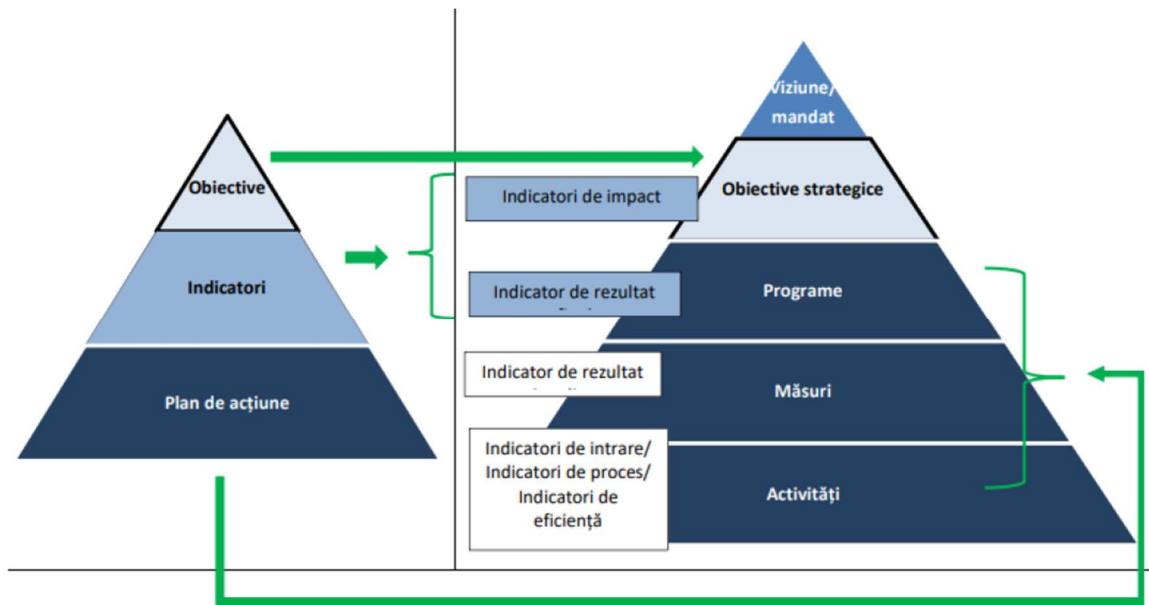 Obiective
Indicatori
Plan de acțiune
Viziune/
mandat
Obiective strategice
Programe
Măsuri
Activități
Indicatori de impact
Indicator de rezultat
Indicator de rezultat
Indicatori de intrare/
Indicatori de proces/
Indicatori de
eficiență